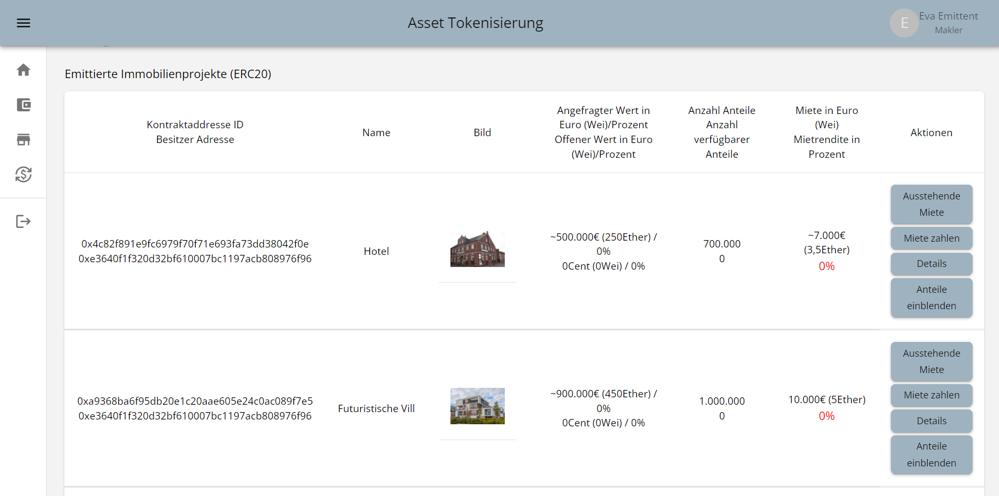 Asset Tokenisierung
E
Eva Emittent
Makler
Emittierte Immobilienprojekte (ERC20)
Kontraktaddresse ID
Besitzer Adresse
Name
Bild
Angefragter Wert in
Euro (Wei)/Prozent
Offener Wert in Euro
(Wei)/Prozent
Anzahl Anteile
Anzahl
verfügbarer
Anteile
Miete in Euro
(Wei)
Mietrendite in
Prozent
Aktionen
0x4c82f891e9fc6979f70f71e693fa73dd38042f0e
0xe3640f1f320d32bf610007bc1197acb808976f96
Hotel
~500.000€ (250Ether) /
0%
0Cent (0Wei) / 0%
700.000
0
~7.000€
(3,5Ether)
0%
Ausstehende
Miete
Miete zahlen
Details
Anteile
einblenden
0xa9368ba6f95db20e1c20aae605e24c0ac089f7e5
0xe3640f1f320d32bf610007bc1197acb808976f96
Futuristische Vill
~900.000€ (450Ether) /
0%
0Cent (0Wei) / 0%
1.000.000
0
10.000€ (5Ether)
0%
Ausstehende
Miete
Miete zahlen
Details
Anteile
einblenden